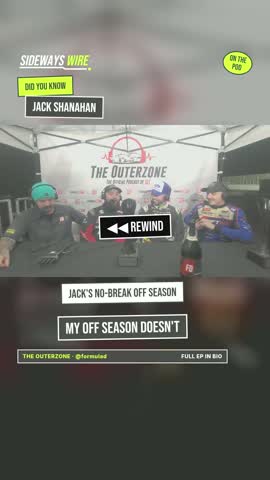 SIDEWAYS WIRE.
ON THE
POD
DID YOU KNOW
JACK SHANAHAN
THE OUTERZONE
THE OFFICIAL PODCAST OF
REWIND
FD
JACK'S NO-BREAK OFF SEASON
MY OFF SEASON DOESN'T
THE OUTERZONE · @formulad
FULL EP IN BIO